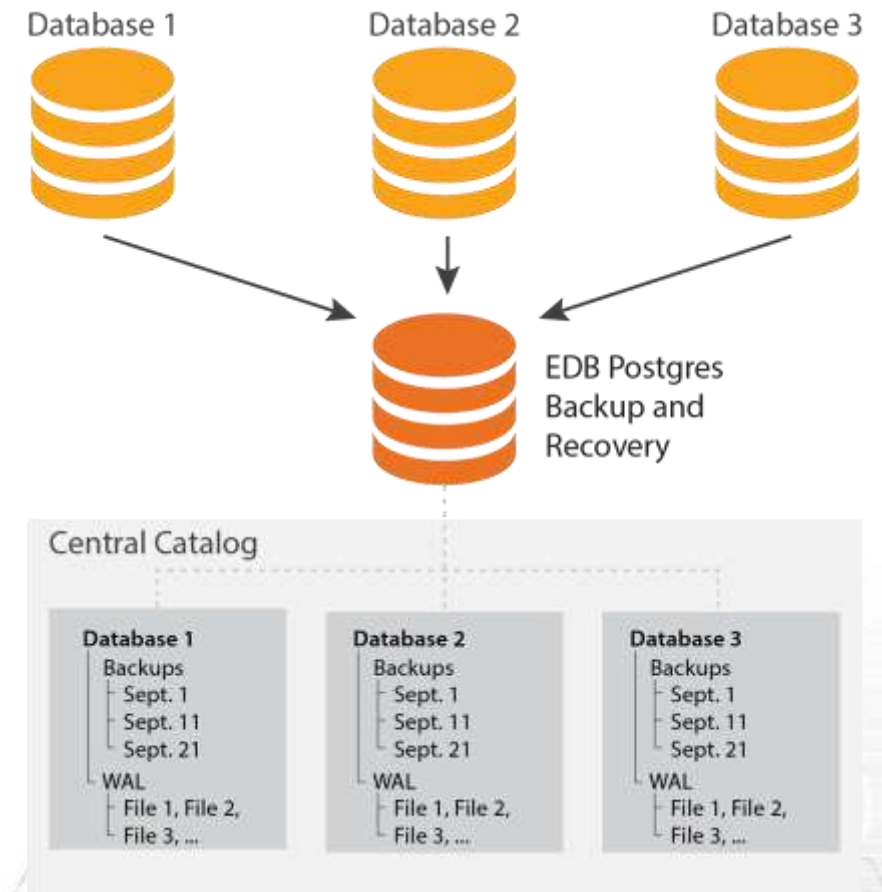 Database 1
Database 2
Database 3
EDB Postgres
Backup and
Recovery
Central Catalog
Database 1
Backups
Sept. 1
Sept. 11
Sept. 21
WAL
File 1, File 2,
File 3, ...
Database 2
Backups
Sept. 1
Sept. 11
Sept. 21
WAL
File 1, File 2,
File 3, ...
Database 3
Backups
Sept. 1
Sept. 11
Sept. 21
WAL
File 1, File 2,
File 3, ...